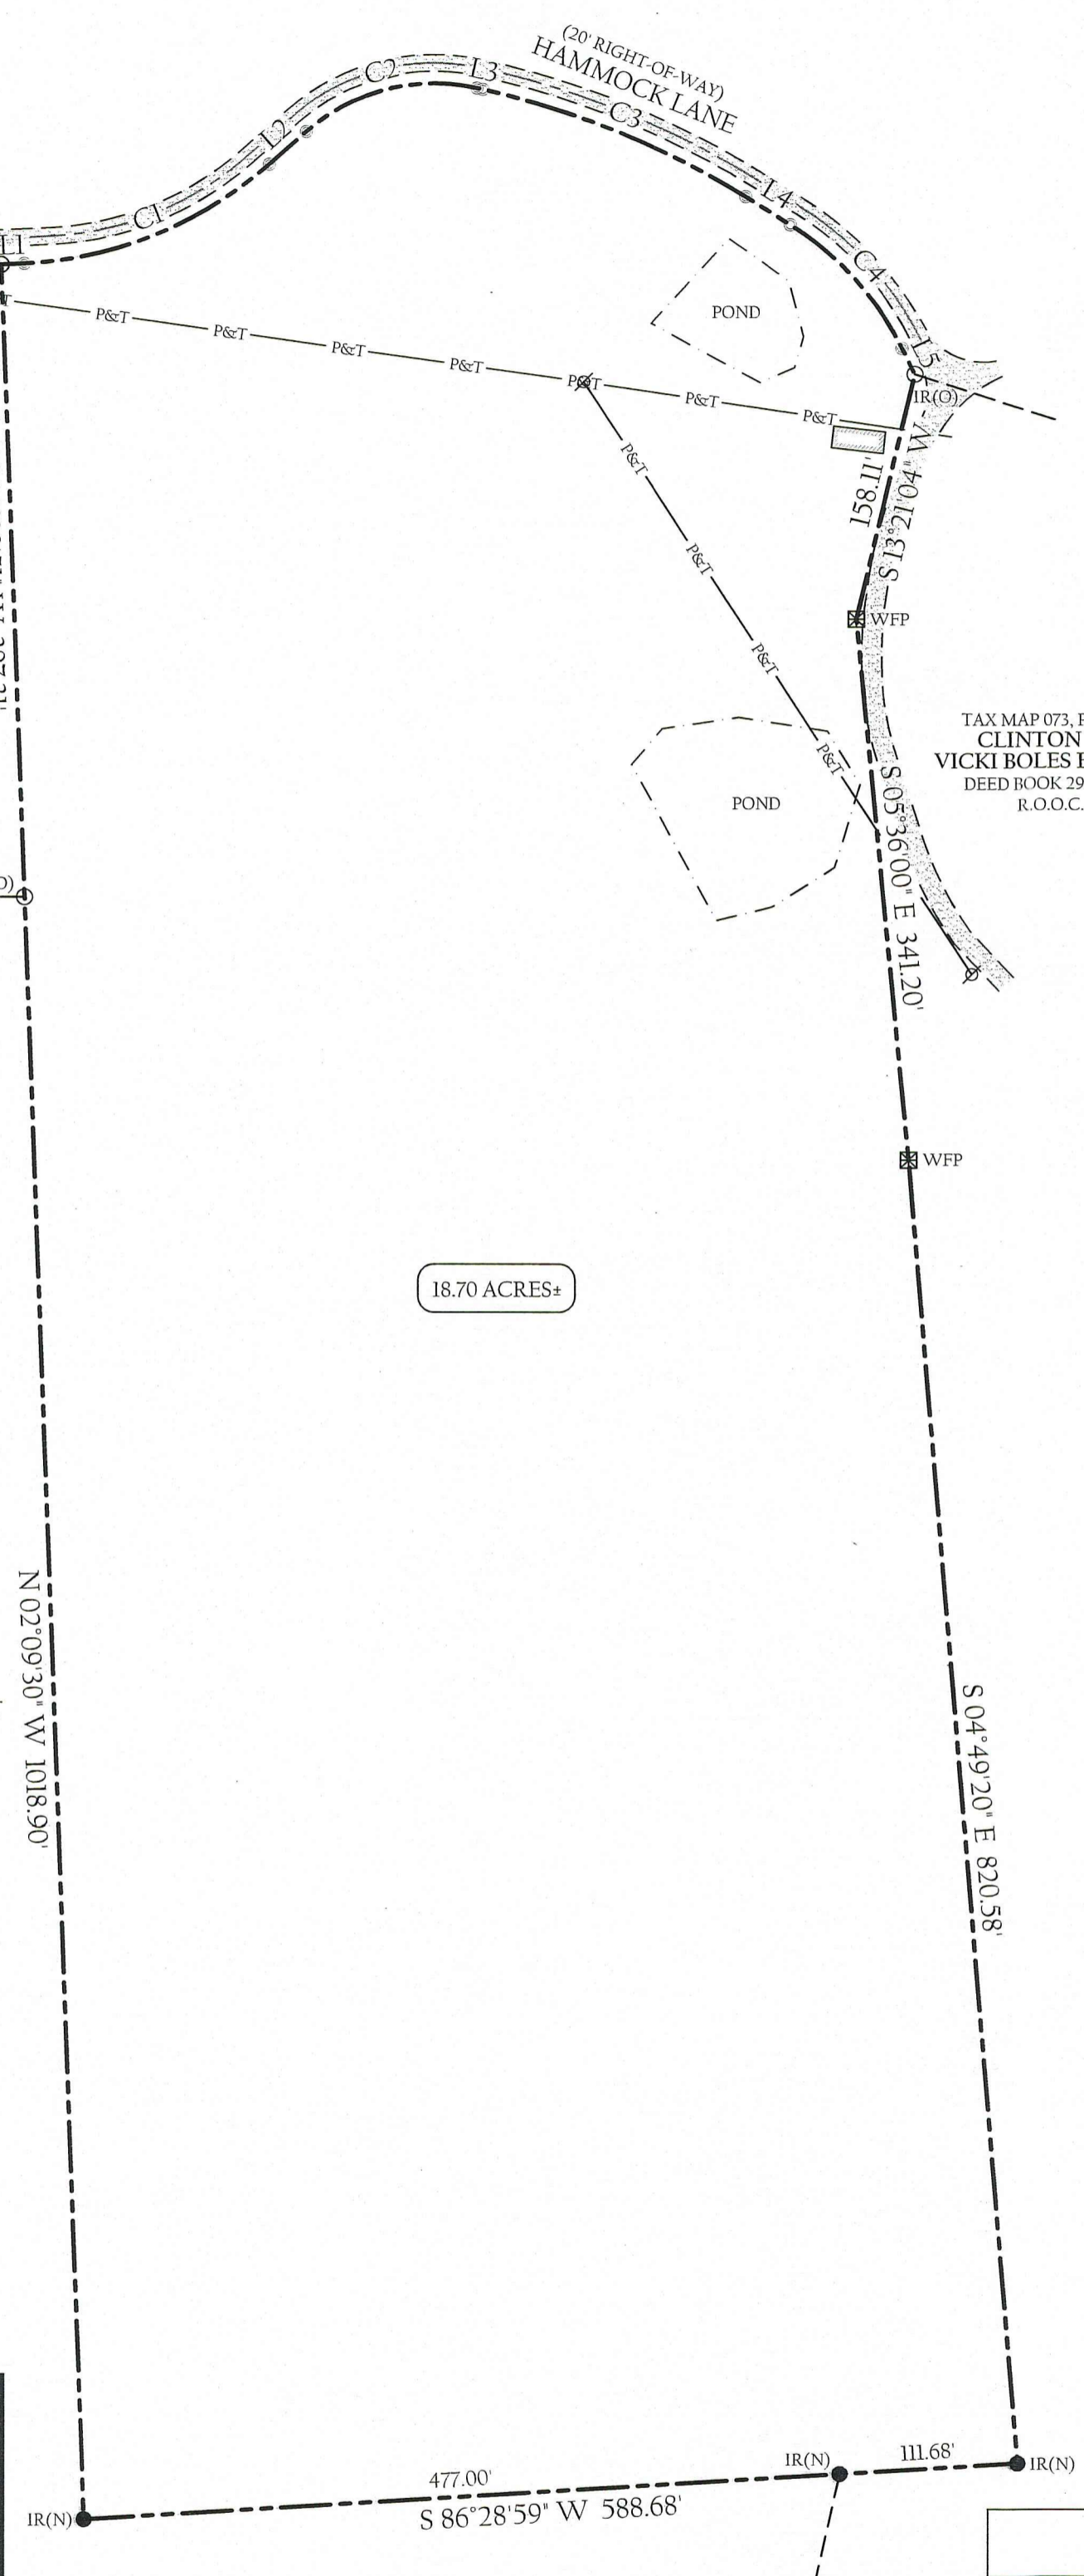 (20' RIGHT-OF-WAY)
HAMMOCK LANE
L1
C1
L2
C2
L3
C3
L4
C4
L5
IR(O)
POND
P&T
P&T
P&T
P&T
P&T
P&T
P&T
158.11'
S 13°21'04" W
P&T
P&T
P&T
P&T
WFP
TAX MAP 073,
CLINTON
VICKI BOLES
DEED BOOK 29
R.O.O.C.
POND
S 05°36'00" E 341.20'
WFP
18.70 ACRES±
N 02°09'30" W 1018.90'
S 04°49'20" E 820.58'
IR(N)
477.00'
IR(N)
111.68'
IR(N)
S 86°28'59" W 588.68'